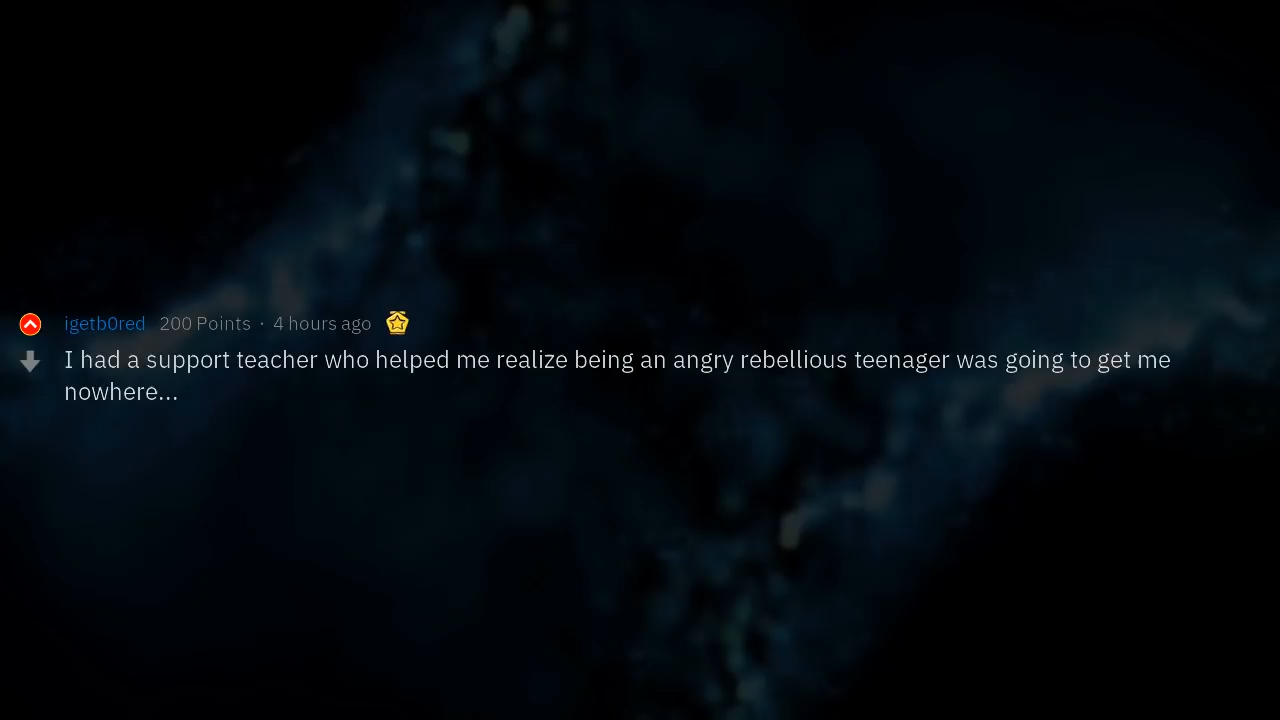 igetb0red 200 Points · 4 hours ago
I had a support teacher who helped me realize being an angry rebellious teenager was going to get me
nowhere...